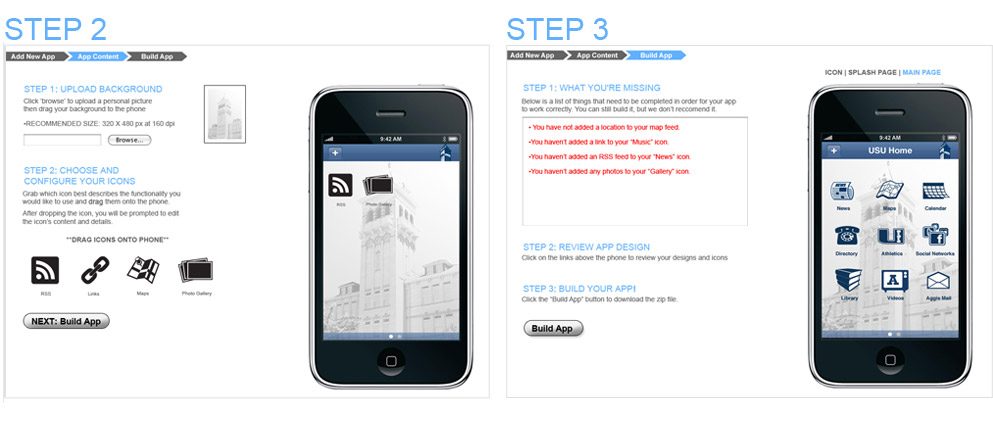 STEP 2
Add New App
App Content
Build App
STEP 1: UPLOAD BACKGROUND
Click 'browse' to upload a personal picture
then drag your background to the phone
•RECOMMENDED SIZE: 320 X 480 px at 160 dpi
Browse...
STEP 2: CHOOSE AND
CONFIGURE YOUR ICONS
Grab which icon best describes the functionality you
would like to use and drag them onto the phone.
After dropping the icon, you will be prompted to edit
the icon's content and details.
**DRAG ICONS ONTO PHONE**
RSS
Links
Maps
Photo Gallery
NEXT: Build App
9:42 AM
RSS
Photo Gallery
STEP 3
Add New App
App Content
Build App
STEP 1: WHAT YOU'RE MISSING
Below is a list of things that need to be completed in order for your app
to work correctly. You can still build it, but we don't reccomend it.
• You have not added a location to your map feed.
•You haven't added a link to your "Music" icon.
•You haven't added an RSS feed to your "News" icon.
•You haven't added any photos to your "Gallery" icon.
STEP 2: REVIEW APP DESIGN
Click on the links above the phone to review your designs and icons
STEP 3: BUILD YOUR APP!
Click the "Build App" button to download the zip file.
Build App
ICON | SPLASH PAGE | MAIN PAGE
9:42 AM
USU Home
News
Maps
Calendar
Directory
Athletics
Social Networks
Library
Videos
Aggie Mail